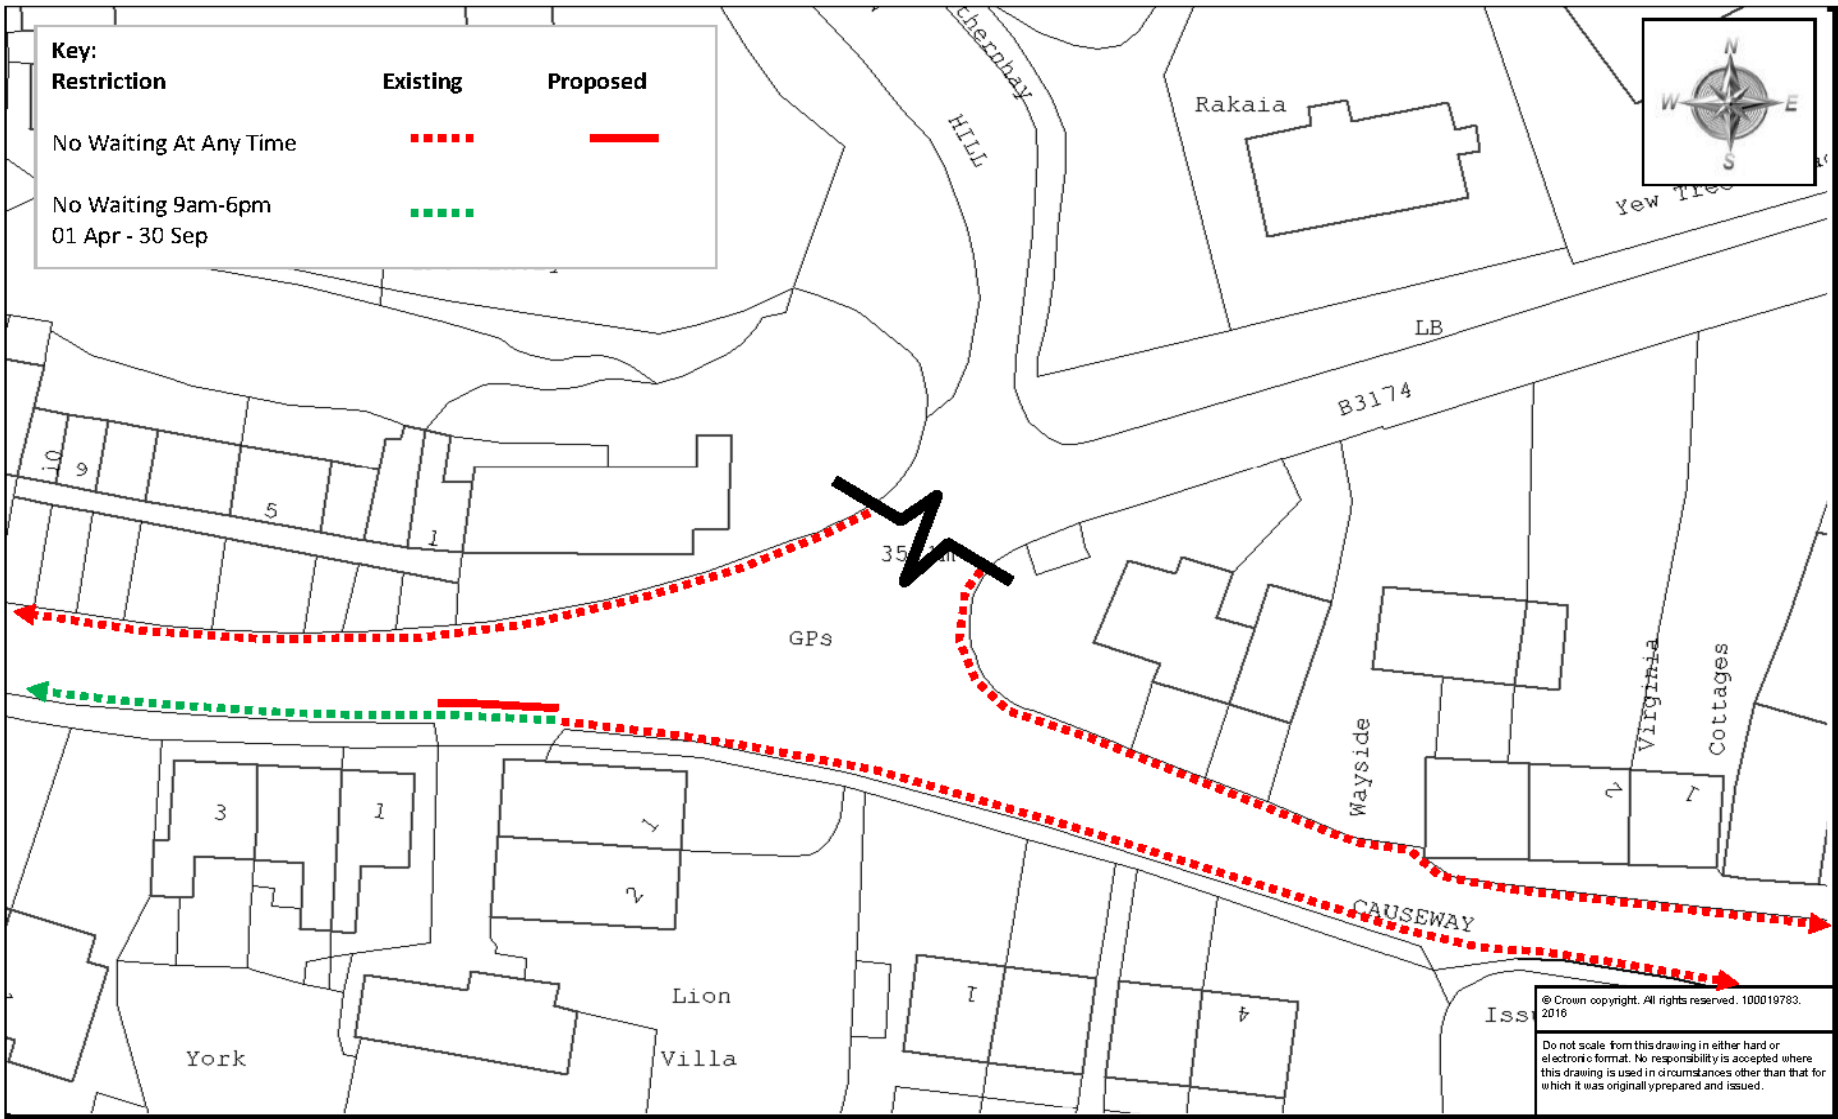 Key:
Restriction Existing Proposed
No Waiting At Any Time
No Waiting 9am-6pm
01 Apr - 30 Sep
thernhay
HILL
Rakaia
N
W E
S
Yew Tree
LB
B3174
10
9
5
1
GPs
3
1
1
2
Wayside
Virginia
Cottages
2
1
CAUSEWAY
Lion
Villa
York
1
4
Iss
© Crown copyright. All rights reserved. 100019783.
2016
Do not scale from this drawing in either hard or
electronic format. No responsibility is accepted where
this drawing is used in circumstances other than that for
which it was originally prepared and issued.